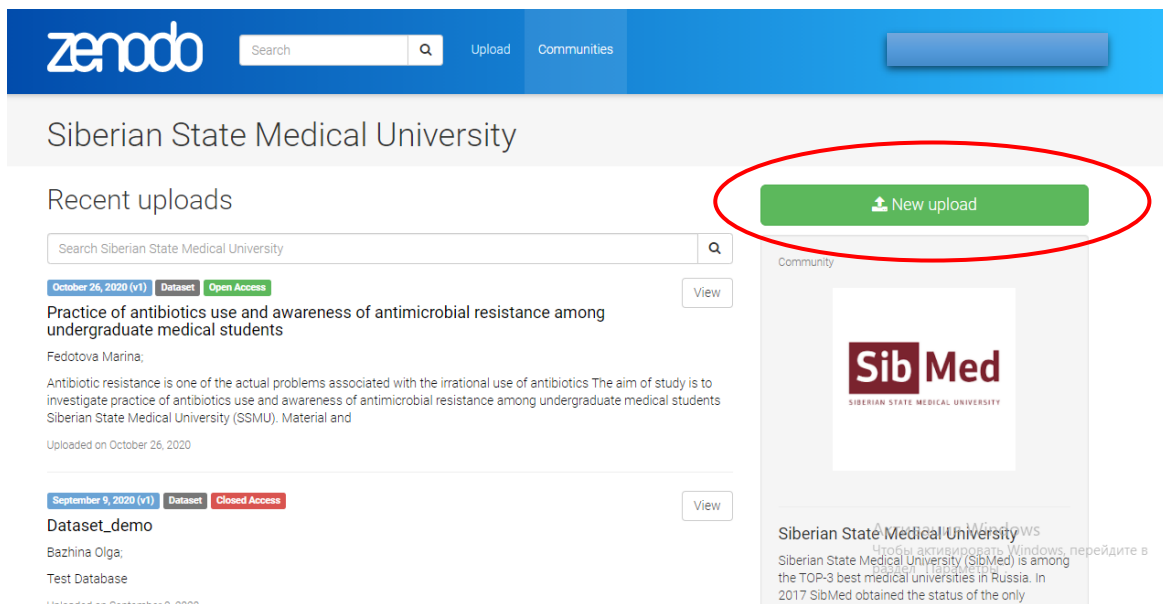 zenodo
Search
Upload
Communities
Siberian State Medical University
Recent uploads
New upload
Search Siberian State Medical University
Community
October 26, 2020 (v1) Dataset Open Access
View
Practice of antibiotics use and awareness of antimicrobial resistance among
undergraduate medical students
Fedotova Marina;
Antibiotic resistance is one of the actual problems associated with the irrational use of antibiotics The aim of study is to
investigate practice of antibiotics use and awareness of antimicrobial resistance among undergraduate medical students
Siberian State Medical University (SSMU). Material and
Uploaded on October 26, 2020
Sib Med
SIBERIAN STATE MEDICAL UNIVERSITY
September 9, 2020 (v1) Dataset Closed Access
View
Dataset_demo
Bazhina Olga;
Test Database
Uploaded on September 9, 2020
Siberian State Medical University
Активация Windows
Чтобы активировать Windows, перейдите в
раздел "Параметры".
Siberian State Medical University (SibMed) is among
the TOP-3 best medical universities in Russia. In
2017 SibMed obtained the status of the only